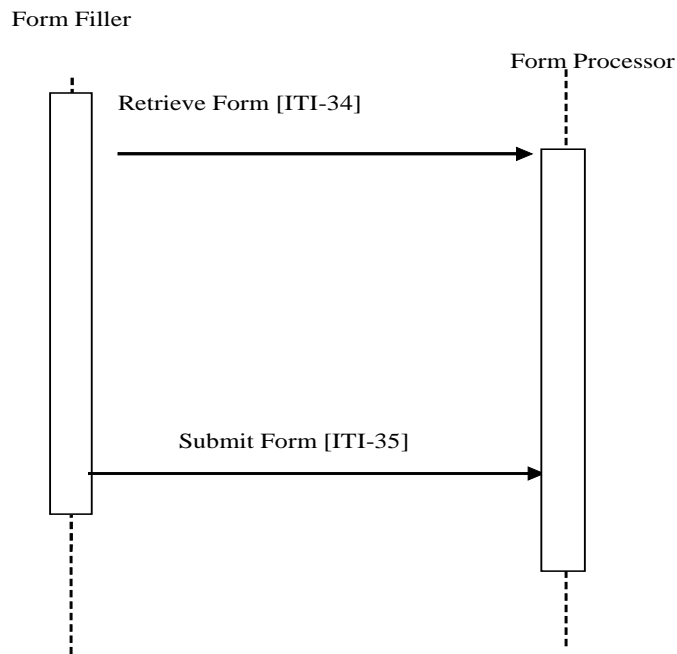 Form Filler
Form Processor
Retrieve Form [ITI-34]
Submit Form [ITI-35]